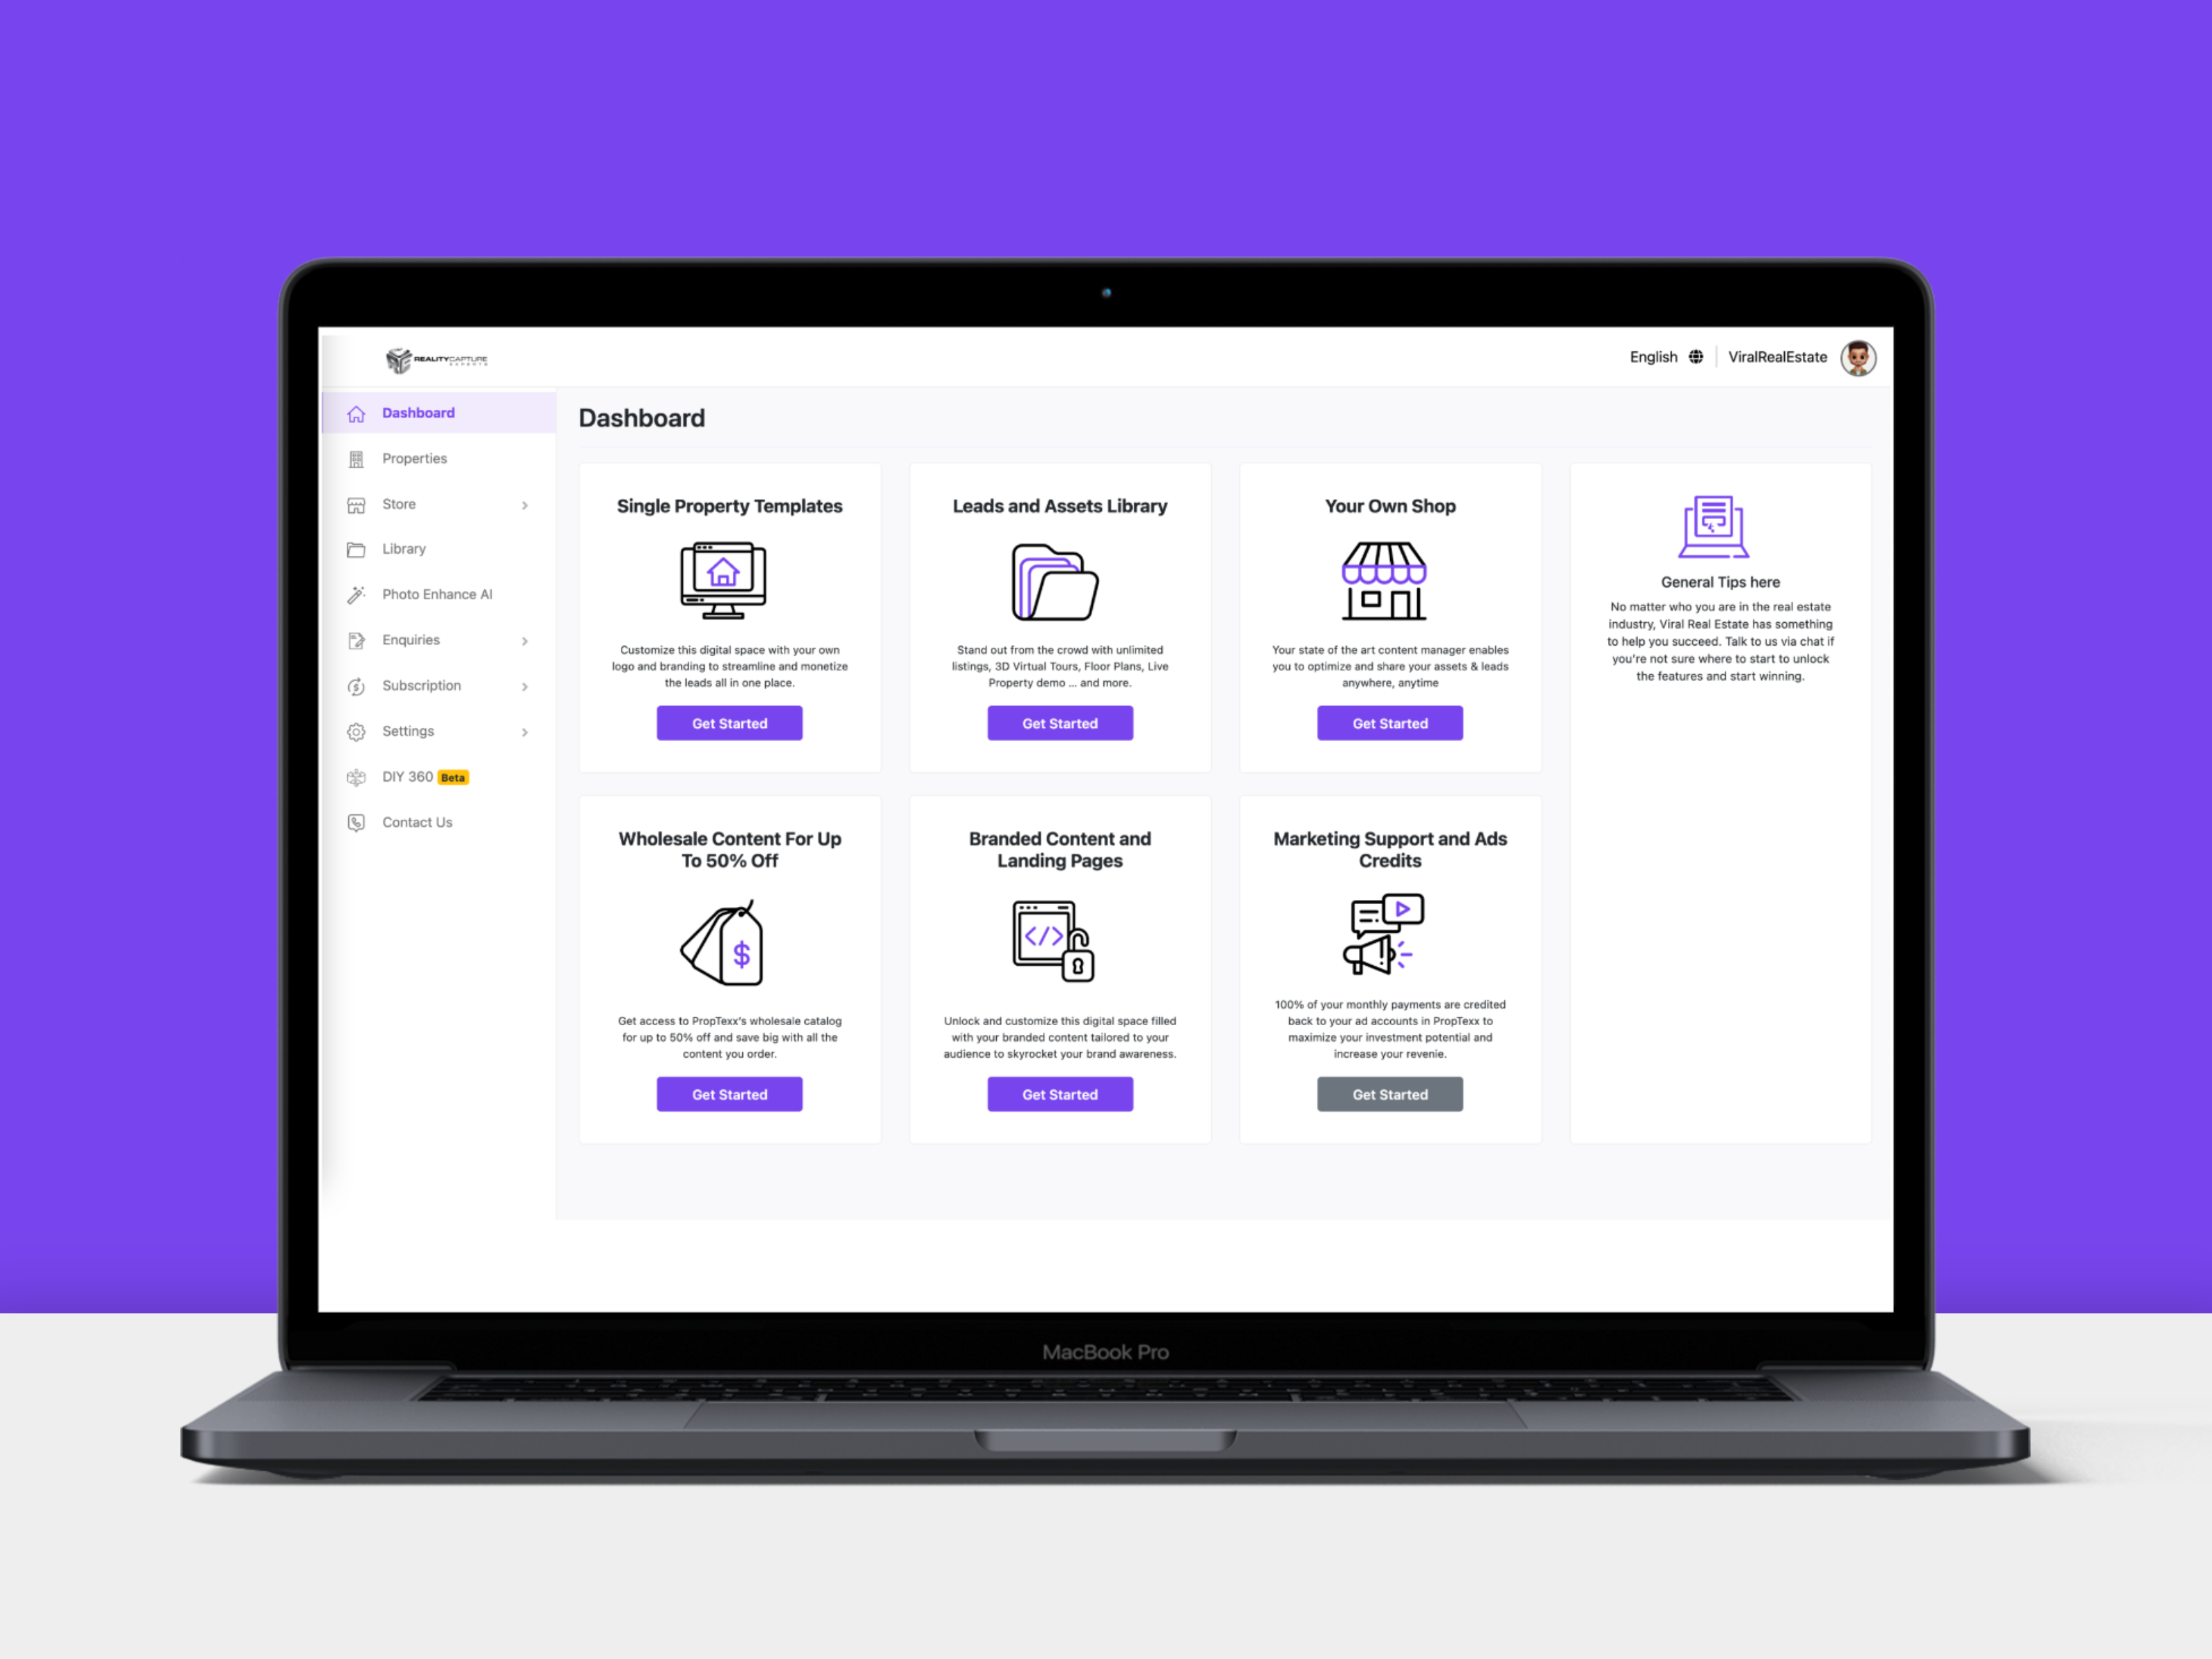 REALITYCAPTURE
EXPERTS
English
ViralRealEstate
Dashboard
Properties
Store
Library
Photo Enhance AI
Enquiries
Subscription
Settings
DIY 360 Beta
Contact Us
Dashboard
Single Property Templates
Customize this digital space with your own
logo and branding to streamline and monetize
the leads all in one place.
Get Started
Leads and Assets Library
Stand out from the crowd with unlimited
listings, 3D Virtual Tours, Floor Plans, Live
Property demo ... and more.
Get Started
Your Own Shop
Your state of the art content manager enables
you to optimize and share your assets & leads
anywhere, anytime
Get Started
General Tips here
No matter who you are in the real estate
industry, Viral Real Estate has something
to help you succeed. Talk to us via chat if
you're not sure where to start to unlock
the features and start winning.
Wholesale Content For Up
To 50% Off
$
Get access to PropTexx's wholesale catalog
for up to 50% off and save big with all the
content you order.
Get Started
Branded Content and
Landing Pages
</>
Unlock and customize this digital space filled
with your branded content tailored to your
audience to skyrocket your brand awareness.
Get Started
Marketing Support and Ads
Credits
100% of your monthly payments are credited
back to your ad accounts in PropTexx to
maximize your investment potential and
increase your revenie.
Get Started
MacBook Pro